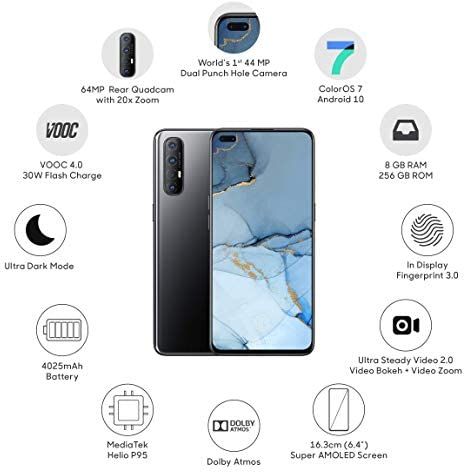 World's 1st 44 MP
Dual Punch Hole Camera
64MP Rear Quadcam
with 20x Zoom
7
ColorOS 7
Android 10
VOOC
VOOC 4.0
30W Flash Charge
8 GB RAM
256 GB ROM
Ultra Dark Mode
In Display
Fingerprint 3.0
4025mAh
Battery
Ultra Steady Video 2.0
Video Bokeh + Video Zoom
MediaTek
Helio P95
DOLBY
ATMOS
Dolby Atmos
16.3cm (6.4")
Super AMOLED Screen